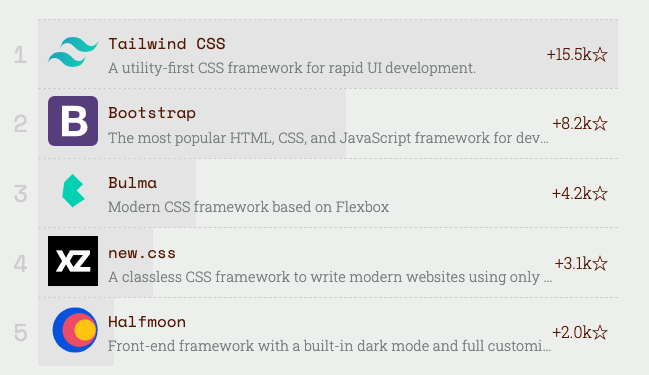 1
Tailwind CSS
A utility-first CSS framework for rapid UI development.
+15.5k☆
2
B
Bootstrap
The most popular HTML, CSS, and JavaScript framework for dev...
+8.2k☆
3
Bulma
Modern CSS framework based on Flexbox
+4.2k☆
4
XZ
new.css
A classless CSS framework to write modern websites using only ...
+3.1k☆
5
Halfmoon
Front-end framework with a built-in dark mode and full customi...
+2.0k☆